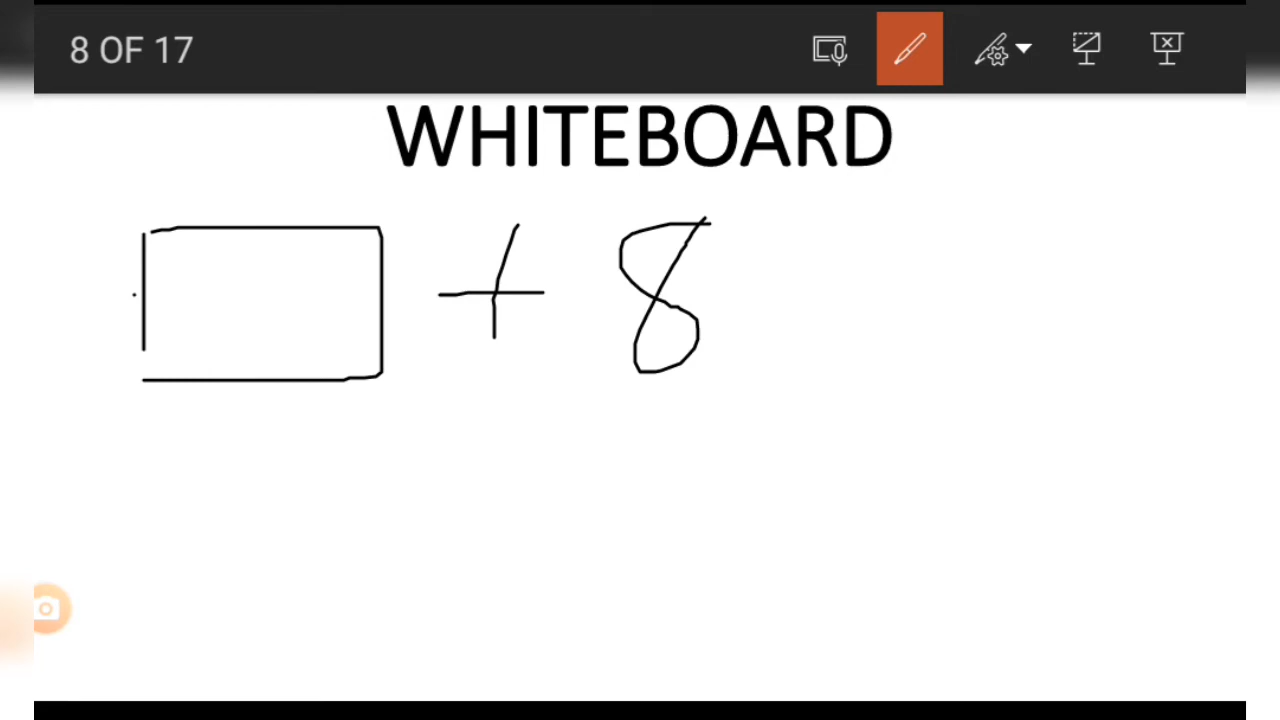 8 OF 17
WHITEBOARD
□ + 8